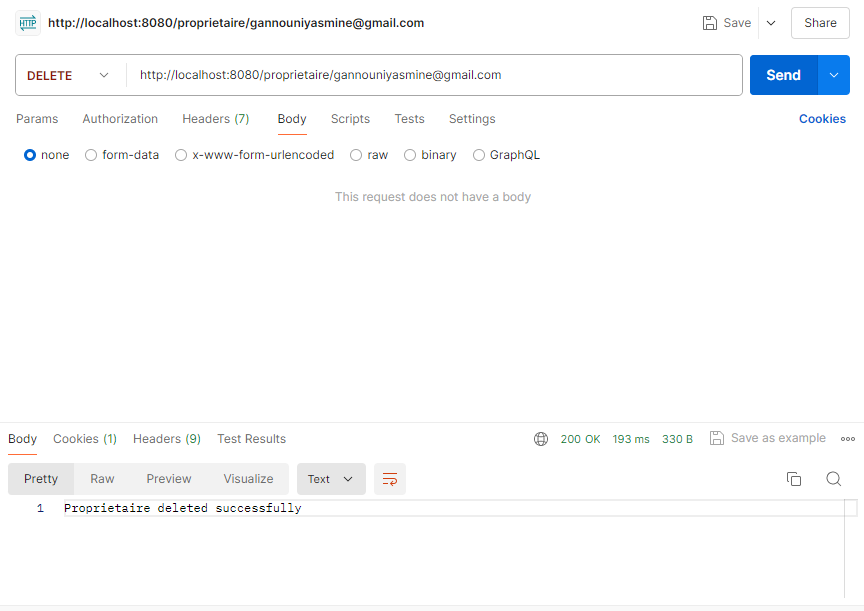 HTTP http://localhost:8080/proprietaire/gannouniyasmine@gmail.com Save Share
DELETE http://localhost:8080/proprietaire/gannouniyasmine@gmail.com Send
Params Authorization Headers (7) Body Scripts Tests Settings Cookies
none form-data x-www-form-urlencoded raw binary GraphQL
This request does not have a body
Body Cookies (1) Headers (9) Test Results 200 OK 193 ms 330 B Save as example
Pretty Raw Preview Visualize Text
1 Proprietaire deleted successfully